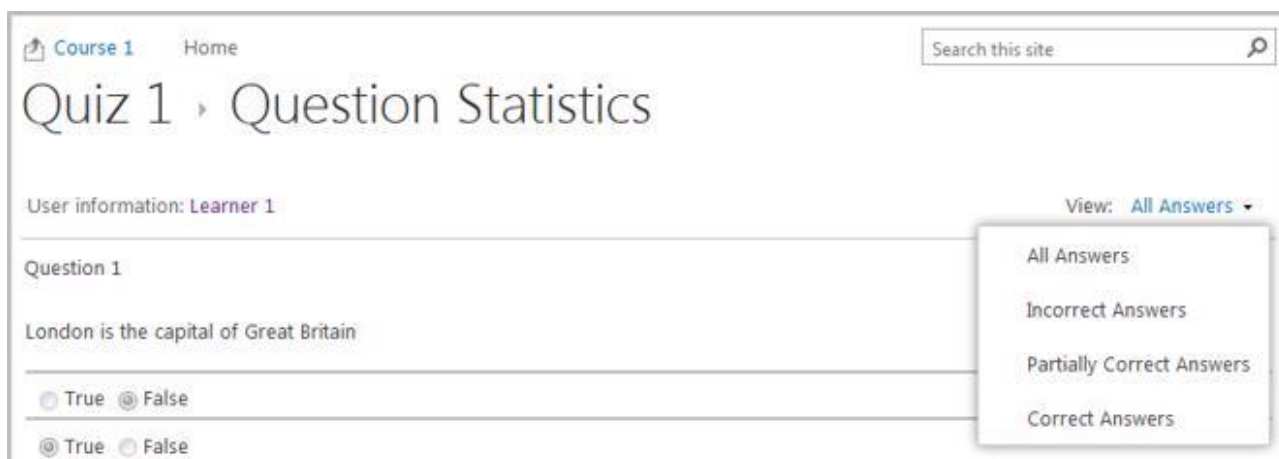 Course 1 Home Search this site
Quiz 1 › Question Statistics
User information: Learner 1 View: All Answers
All Answers
Question 1
Incorrect Answers
London is the capital of Great Britain
Partially Correct Answers
True False
Correct Answers
True False